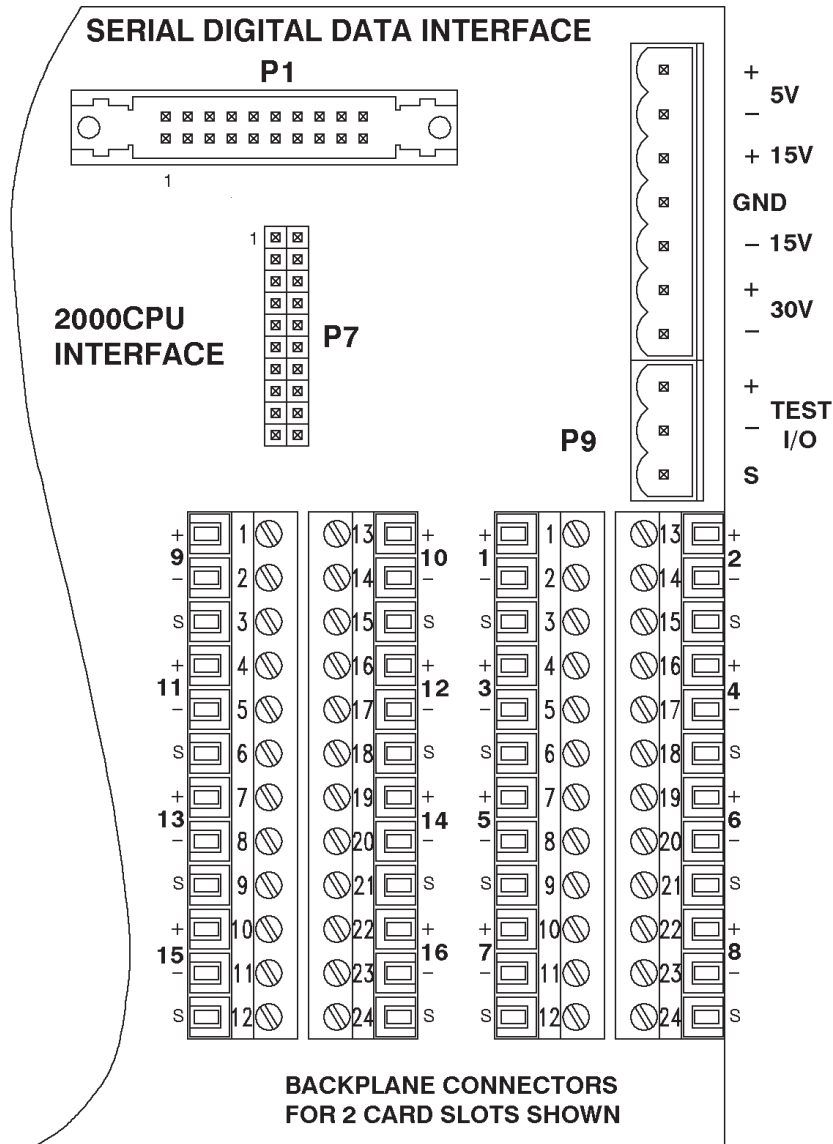 SERIAL DIGITAL DATA INTERFACE
P1
1
+
5V
−
+ 15V
GND
− 15V
+
30V
−
1
2000CPU
INTERFACE
P7
+
TEST
−
I/O
P9
S
+ 1 13 + + 1 13 +
9 10 1 2
− 2 14 − − 2 14 −
S 3 15 S S 3 15 S
+ 4 16 + + 4 16 +
11 12 3 4
− 5 17 − − 5 17 −
S 6 18 S S 6 18 S
+ 7 19 + + 7 19 +
13 14 5 6
− 8 20 − − 8 20 −
S 9 21 S S 9 21 S
+ 10 22 + + 10 22 +
15 16 7 8
− 11 23 − − 11 23 −
S 12 24 S S 12 24 S
BACKPLANE CONNECTORS
FOR 2 CARD SLOTS SHOWN